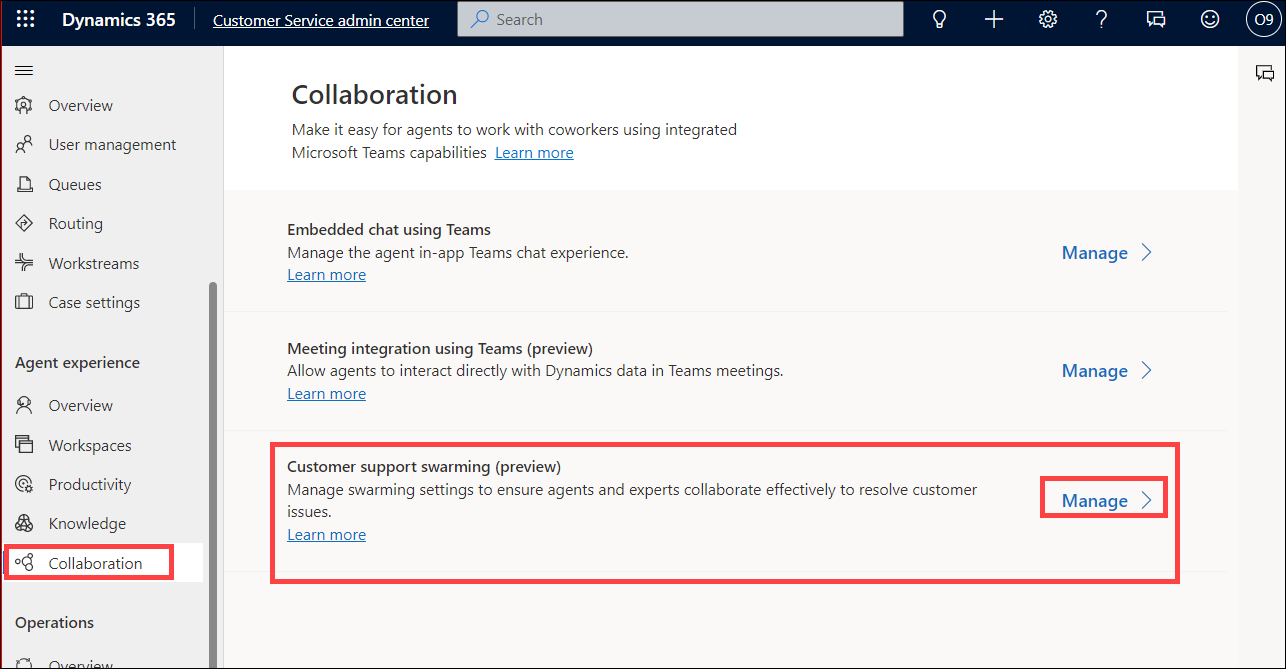 Dynamics 365
Customer Service admin center
Search
O9
Overview
User management
Queues
Routing
Workstreams
Case settings
Agent experience
Overview
Workspaces
Productivity
Knowledge
Collaboration
Operations
Overview
Collaboration
Make it easy for agents to work with coworkers using integrated
Microsoft Teams capabilities Learn more
Embedded chat using Teams
Manage the agent in-app Teams chat experience.
Learn more
Manage
Meeting integration using Teams (preview)
Allow agents to interact directly with Dynamics data in Teams meetings.
Learn more
Manage
Customer support swarming (preview)
Manage swarming settings to ensure agents and experts collaborate effectively to resolve customer
issues.
Learn more
Manage